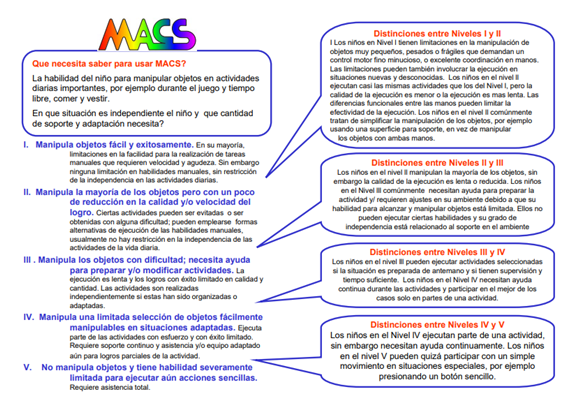 MACS
Que necesita saber para usar MACS?
La habilidad del niño para manipular objetos en actividades
diarias importantes, por ejemplo durante el juego y tiempo
libre, comer y vestir.
En que situación es independiente el niño y que cantidad
de soporte y adaptación necesita?
I. Manipula objetos fácil y exitosamente. En su mayoría,
limitaciones en la facilidad para la realización de tareas
manuales que requieren velocidad y agudeza. Sin embargo
ninguna limitación en habilidades manuales, sin restricción
de la independencia en las actividades diarias.
II. Manipula la mayoría de los objetos pero con un poco
de reducción en la calidad y/o velocidad del
logro. Ciertas actividades pueden ser evitadas o ser
obtenidas con alguna dificultad; pueden emplearse formas
alternativas de ejecución de las habilidades manuales,
usualmente no hay restricción en la independencia de las
actividades de la vida diaria.
III . Manipula los objetos con dificultad; necesita ayuda
para preparar y/o modificar actividades. La
ejecución es lenta y los logros con éxito limitado en calidad y
cantidad. Las actividades son realizadas
independientemente si estas han sido organizadas o
adaptadas.
IV. Manipula una limitada selección de objetos fácilmente
manipulables en situaciones adaptadas. Ejecuta
parte de las actividades con esfuerzo y con éxito limitado.
Requiere soporte continuo y asistencia y/o equipo adaptado
aún para logros parciales de la actividad.
V. No manipula objetos y tiene habilidad severamente
limitada para ejecutar aún acciones sencillas.
Requiere asistencia total.
Distinciones entre Niveles I y II
I Los niños en Nivel I tienen limitaciones en la manipulación de
objetos muy pequeños, pesados o frágiles que demandan un
control motor fino minucioso, o excelente coordinación en manos.
Las limitaciones pueden también involucrar la ejecución en
situaciones nuevas y desconocidas. Los niños en el nivel II
ejecutan casi las mismas actividades que los del Nivel I, pero la
calidad de la ejecución es menor o la ejecución es mas lenta. Las
diferencias funcionales entre las manos pueden limitar la
efectividad de la ejecución. Los niños en el nivel II comúnmente
tratan de simplificar la manipulación de los objetos, por ejemplo
usando una superficie para soporte, en vez de manipular
los objetos con ambas manos.
Distinciones entre Niveles II y III
Los niños en el nivel II manipulan la mayoría de los objetos, sin
embargo la calidad de la ejecución es lenta o reducida. Los niños
en el Nivel III comúnmente necesitan ayuda para preparar la
actividad y/ requieren ajustes en su ambiente debido a que su
habilidad para alcanzar y manipular objetos está limitada. Ellos no
pueden ejecutar ciertas habilidades y su grado de
independencia está relacionado al soporte en el ambiente
Distinciones entre Niveles III y IV
Los niños en el nivel III pueden ejecutar actividades seleccionadas
si la situación es preparada de antemano y si tienen supervisión y
tiempo suficiente. Los niños en el Nivel IV necesitan ayuda
continua durante las actividades y participar en el mejor de los
casos solo en partes de una actividad.
Distinciones entre Niveles IV y V
Los niños en el Nivel IV ejecutan parte de una actividad,
sin embargo necesitan ayuda continuamente. Los niños
en el nivel V pueden quizá participar con un simple
movimiento en situaciones especiales, por ejemplo
presionando un botón sencillo.